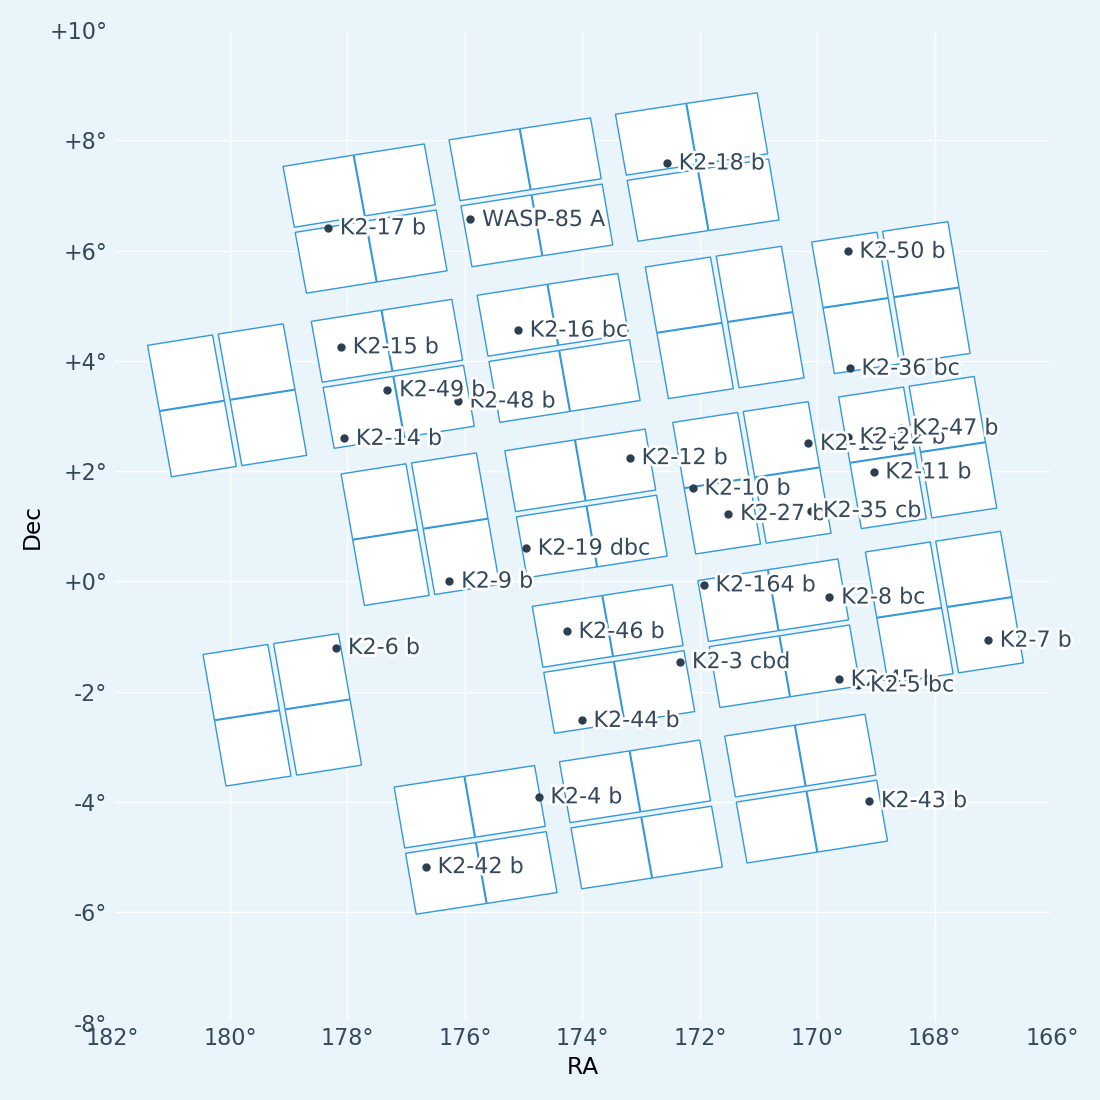 +10°
+8°
K2-18 b
WASP-85 A
K2-17 b
+6°
K2-50 b
K2-16 bc
K2-15 b
+4°
K2-36 bc
K2-49 b
K2-48 b
K2-14 b
K2-47 b
K2-22 b
K2-13 b
K2-12 b
+2°
K2-11 b
K2-10 b
K2-27 b
K2-35 cb
Dec
K2-19 dbc
+0°
K2-9 b
K2-164 b
K2-8 bc
K2-46 b
K2-7 b
K2-6 b
K2-3 cbd
K2-45 b
K2-5 bc
-2°
K2-44 b
-4°
K2-4 b
K2-43 b
K2-42 b
-6°
-8°
182° 180° 178° 176° 174° 172° 170° 168° 166°
RA